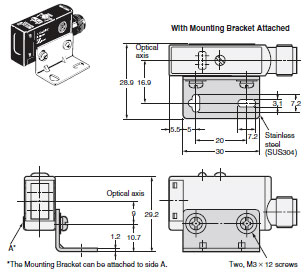 With Mounting Bracket Attached
Optical
axis
28.9 16.9
3.1 7.2
5.5 5 7.2
20
30
Stainless
steel
(SUS304)
Optical axis
9 29.2
1.2 10.7
A*
*The Mounting Bracket can be attached to side A.
Two, M3 × 12 screws